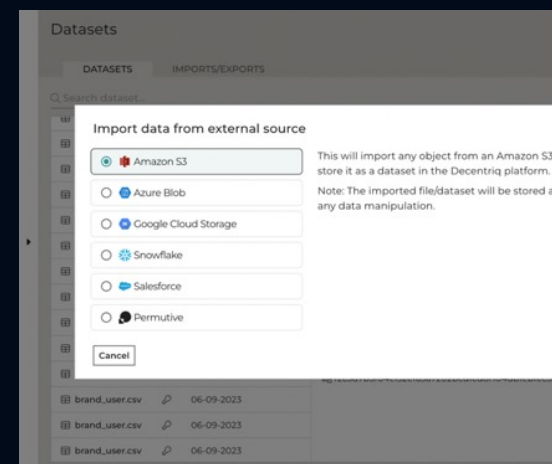 Datasets
DATASETS IMPORTS/EXPORTS
Search dataset...
Import data from external source
Amazon S3
This will import any object from an Amazon S3
store it as a dataset in the Decentriq platform.
Azure Blob
Note: The imported file/dataset will be stored a
any data manipulation.
Google Cloud Storage
Snowflake
Salesforce
Permutive
Cancel
brand_user.csv 06-09-2023
brand_user.csv 06-09-2023
brand_user.csv 06-09-2023